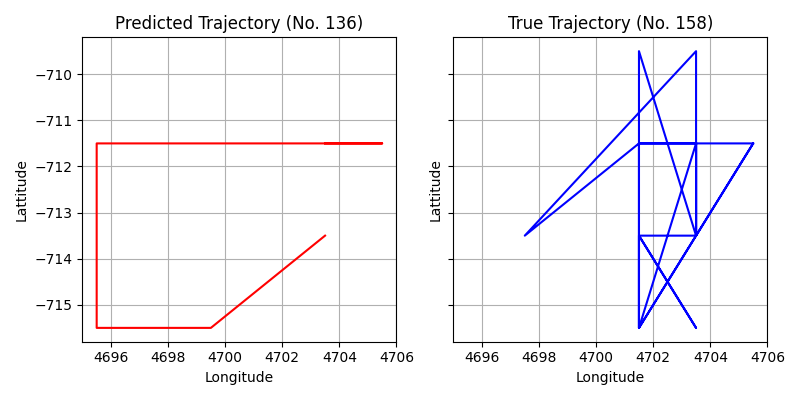 Predicted Trajectory (No. 136)
True Trajectory (No. 158)
Lattitude
−710
−711
−712
−713
−714
−715
Lattitude
4696 4698 4700 4702 4704 4706
4696 4698 4700 4702 4704 4706
Longitude
Longitude